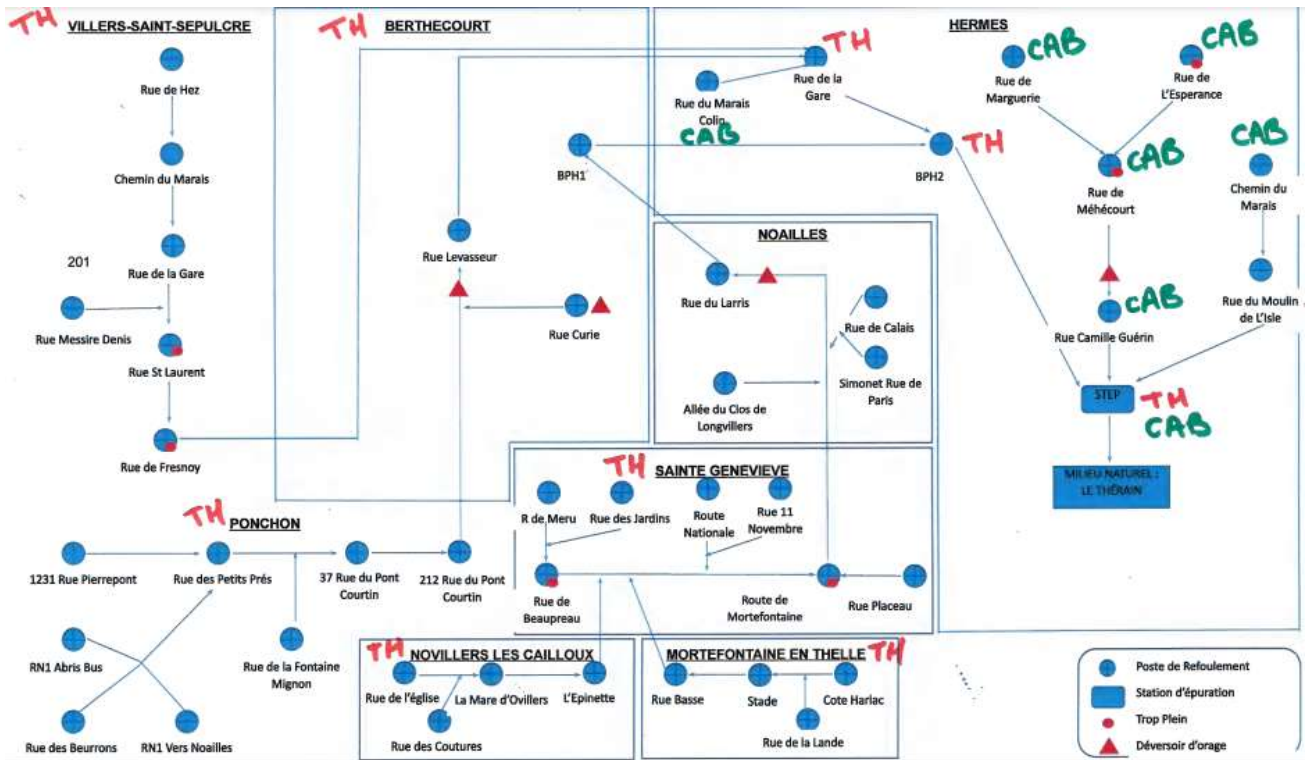 TH
VILLERS-SAINT-SEPULCRE
Rue de Hez
Chemin du Marais
201
Rue de la Gare
Rue Messire Denis
Rue St Laurent
Rue de Fresnoy
TH
BERTHECOURT
BPH1
Rue Levasseur
Rue Curie
HERMES
TH
Rue de la
Gare
Rue du Marais
Colin
CAB
CAB
Rue de
Marguerie
CAB
Rue de
L'Esperance
TH
BPH2
CAB
Rue de
Méhécourt
CAB
Chemin du
Marais
CAB
Rue Camille Guérin
Rue du Moulin
de L'Isle
STEP
TH
CAB
MILIEU NATUREL :
LE THÉRAIN
NOAILLES
Rue du Larris
Rue de Calais
Simonet Rue de
Paris
Allée du Clos de
Longvillers
TH
SAINTE GENEVIEVE
R de Meru
Rue des Jardins
Route
Nationale
Rue 11
Novembre
Rue de
Beaupreau
Route de
Mortefontaine
Rue Placeau
TH
PONCHON
1231 Rue Pierrepont
Rue des Petits Prés
37 Rue du Pont
Courtin
212 Rue du Pont
Courtin
RN1 Abris Bus
Rue de la Fontaine
Mignon
Rue des Beurrons
RN1 Vers Noailles
TH
NOVILLERS LES CAILLOUX
Rue de l'église
La Mare d'Ovillers
L'Epinette
Rue des Coutures
MORTEFONTAINE EN THELLE
TH
Rue Basse
Stade
Cote Harlac
Rue de la Lande
Poste de Refoulement
Station d'épuration
Trop Plein
Déversoir d'orage